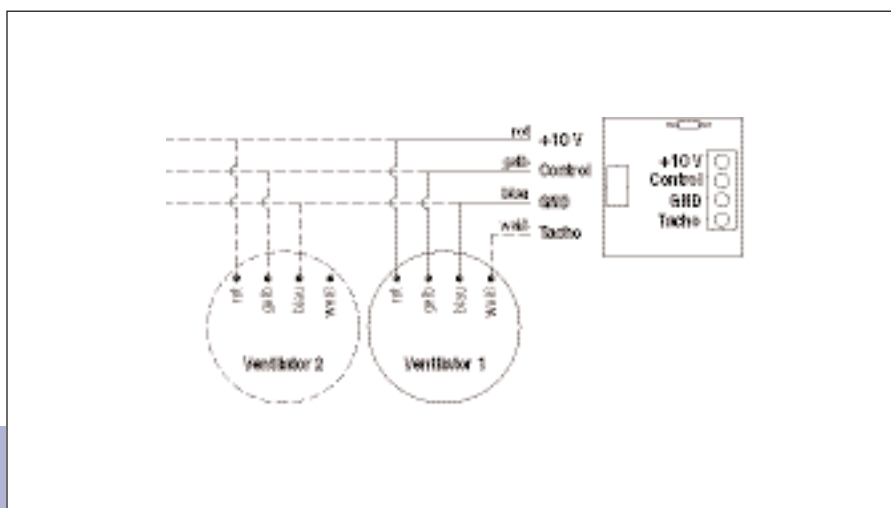 rot +10 V
gelb Control
blau GND
weiß Tacho
+10 V
Control
GND
Tacho
rot gelb blau weiß
rot gelb blau weiß
Ventilator 2
Ventilator 1